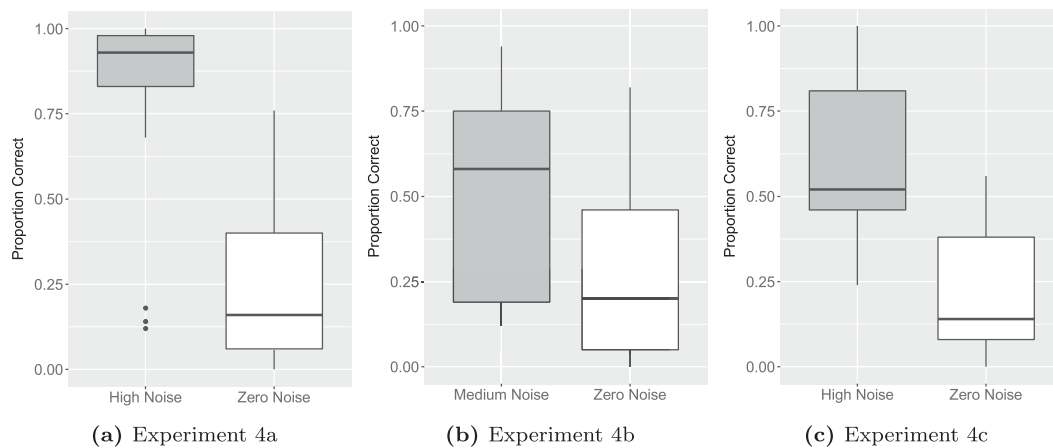 Proportion Correct
1.00
0.75
0.50
0.25
0.00
High Noise
Zero Noise
(a) Experiment 4a
Proportion Correct
1.00
0.75
0.50
0.25
0.00
Medium Noise
Zero Noise
(b) Experiment 4b
Proportion Correct
1.00
0.75
0.50
0.25
0.00
High Noise
Zero Noise
(c) Experiment 4c